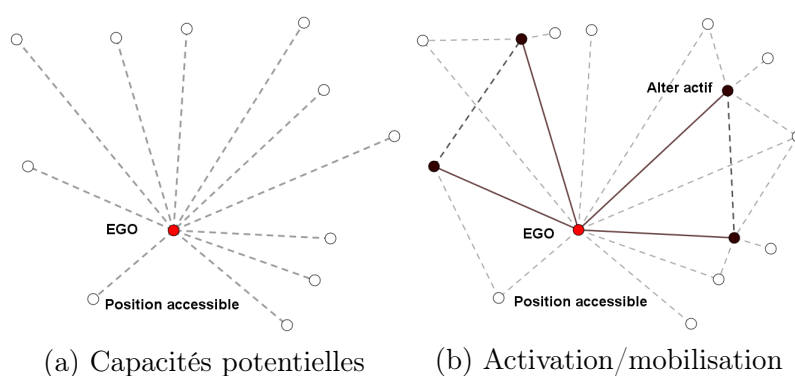 EGO
Position accessible
(a) Capacités potentielles
Alter actif
EGO
Position accessible
(b) Activation/mobilisation